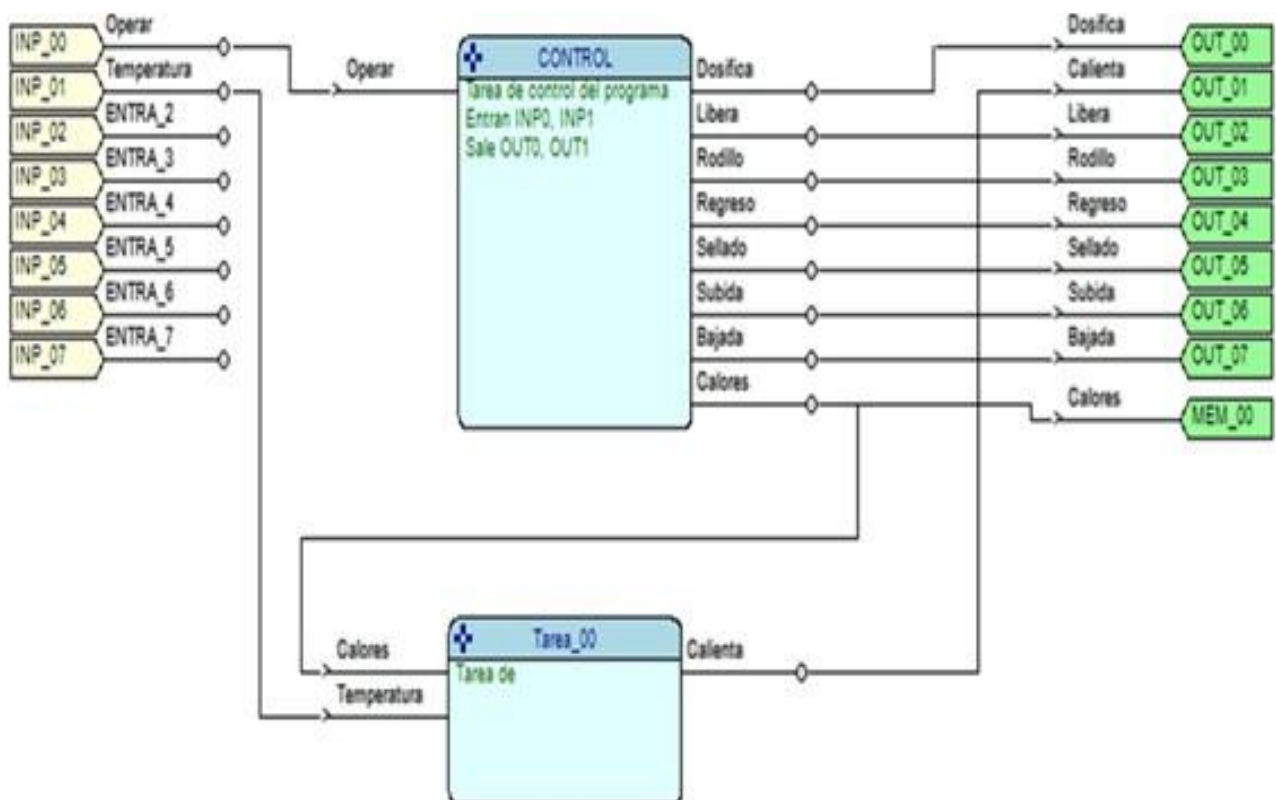 INP_00
Operar
INP_01
Temperatura
INP_02
ENTRA_2
INP_03
ENTRA_3
INP_04
ENTRA_4
INP_05
ENTRA_5
INP_06
ENTRA_6
INP_07
ENTRA_7
Operar
CONTROL
Tarea de control del programa
Entran INP0, INP1
Sale OUT0, OUT1
Dosifica
Libera
Rodillo
Regreso
Sellado
Subida
Bajada
Calores
Dosifica
OUT_00
Calienta
OUT_01
Libera
OUT_02
Rodillo
OUT_03
Regreso
OUT_04
Sellado
OUT_05
Subida
OUT_06
Bajada
OUT_07
Calores
MEM_00
Calores
Temperatura
Tarea_00
Tarea de
Calienta